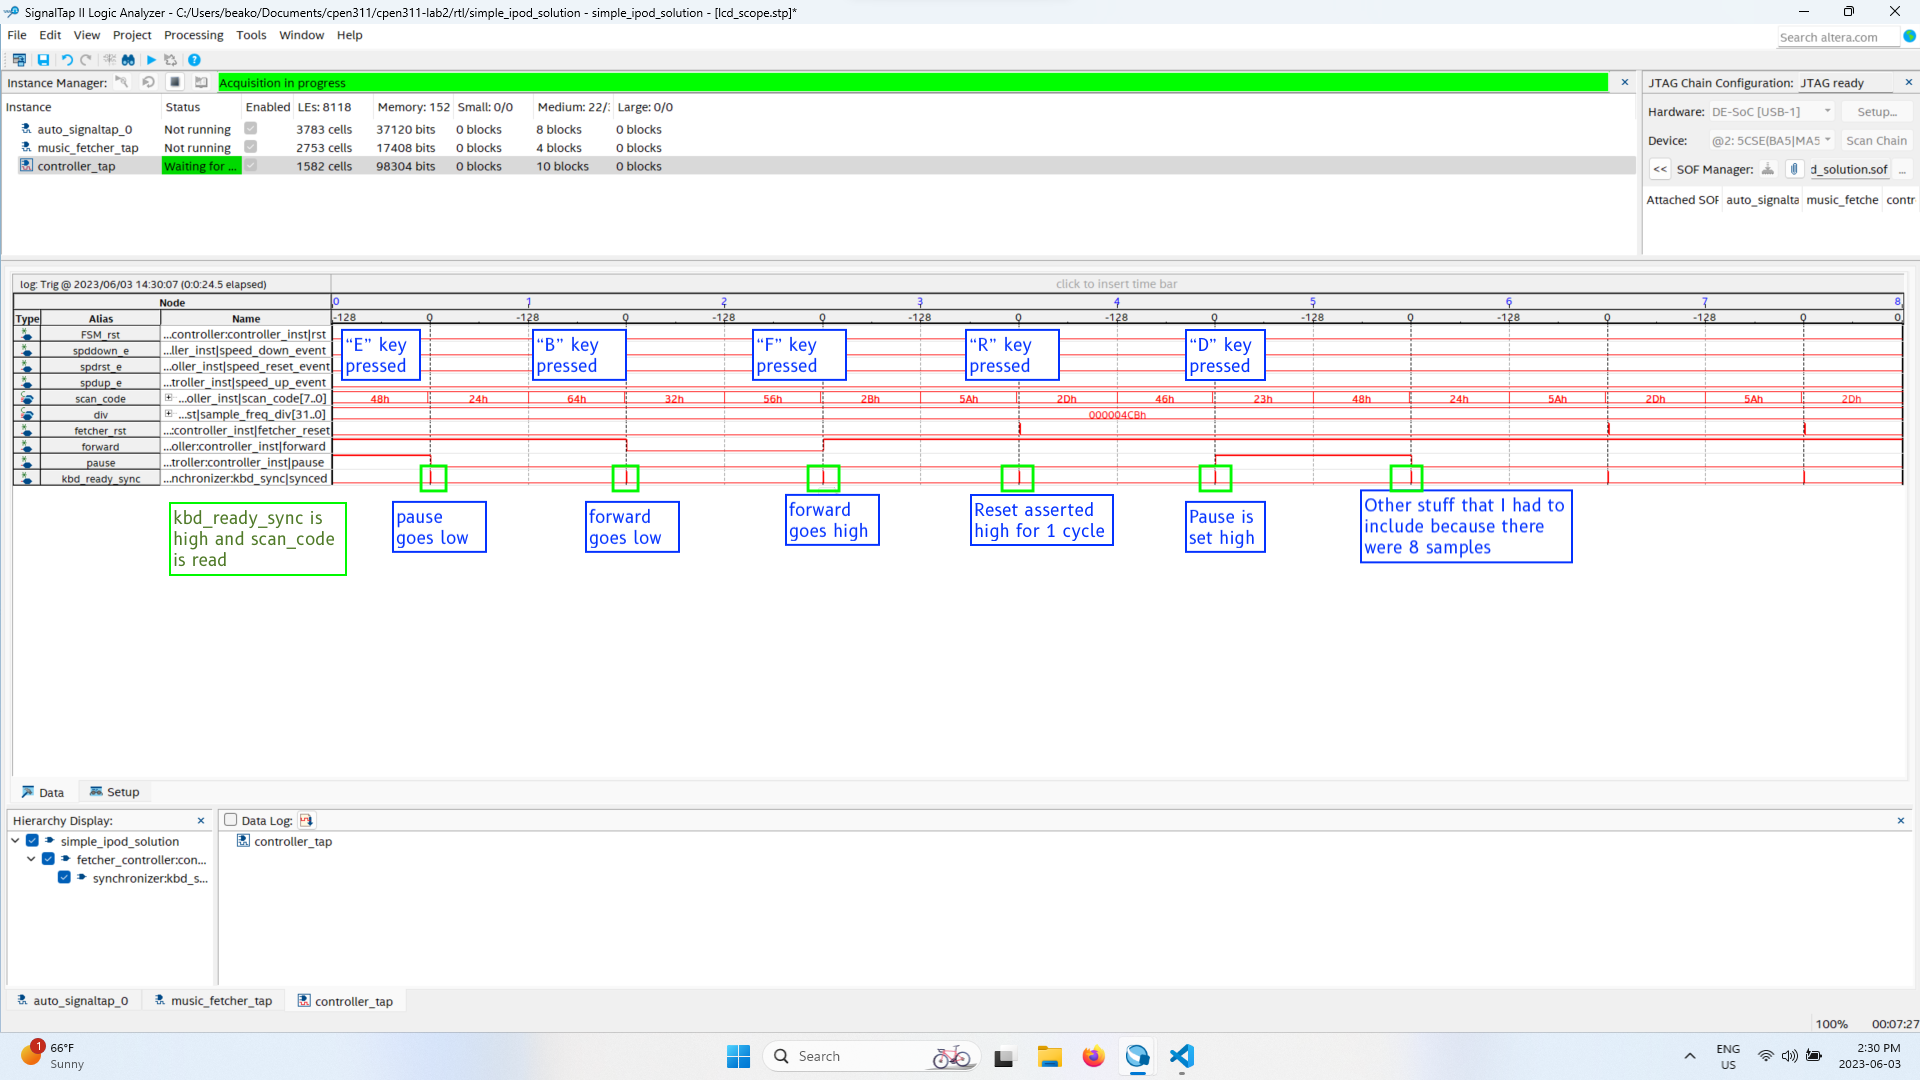 SignalTap II Logic Analyzer - C:/Users/beako/Documents/cpen311/cpen311-lab2/rtl/simple_ipod_solution - simple_ipod_solution - [lcd_scope.stp]*
File Edit View Project Processing Tools Window Help
Search altera.com
Instance Manager: Acquisition in progress
Instance Status Enabled LEs: 8118 Memory: 152 Small: 0/0 Medium: 22/: Large: 0/0
auto_signaltap_0 Not running 3783 cells 37120 bits 0 blocks 8 blocks 0 blocks
music_fetcher_tap Not running 2753 cells 17408 bits 0 blocks 4 blocks 0 blocks
controller_tap Waiting for ... 1582 cells 98304 bits 0 blocks 10 blocks 0 blocks
JTAG Chain Configuration: JTAG ready
Hardware: DE-SoC [USB-1] Setup...
Device: @2: 5CSE(BA5|MA5 Scan Chain
<< SOF Manager: d_solution.sof ...
Attached SOF auto_signalta music_fetche contr
log: Trig @ 2023/06/03 14:30:07 (0:0:24.5 elapsed) click to insert time bar
Node 0 1 2 3 4 5 6 7 8
Type Alias Name -128 0 -128 0 -128 0 -128 0 -128 0 -128 0 -128 0 -128 0 0
FSM_rst ...controller:controller_inst|rst
spddown_e ...ller_inst|speed_down_event
spdrst_e ...oller_inst|speed_reset_event
spdup_e ...troller_inst|speed_up_event
scan_code ...oller_inst|scan_code[7..0] 48h 24h 64h 32h 56h 2Bh 5Ah 2Dh 46h 23h 48h 24h 5Ah 2Dh 5Ah 2Dh
div ...st|sample_freq_div[31..0] 000004CBh
fetcher_rst ...:controller_inst|fetcher_reset
forward ...oller:controller_inst|forward
pause ...troller:controller_inst|pause
kbd_ready_sync ...nchronizer:kbd_sync|synced
“E” key
pressed
“B” key
pressed
“F” key
pressed
“R” key
pressed
“D” key
pressed
kbd_ready_sync is
high and scan_code
is read
pause
goes low
forward
goes low
forward
goes high
Reset asserted
high for 1 cycle
Pause is
set high
Other stuff that I had to
include because there
were 8 samples
Data Setup
Hierarchy Display:
simple_ipod_solution
fetcher_controller:con...
synchronizer:kbd_s...
Data Log:
controller_tap
auto_signaltap_0 music_fetcher_tap controller_tap
100% 00:07:27
1
66°F
Sunny
Search
ENG
US
2:30 PM
2023-06-03